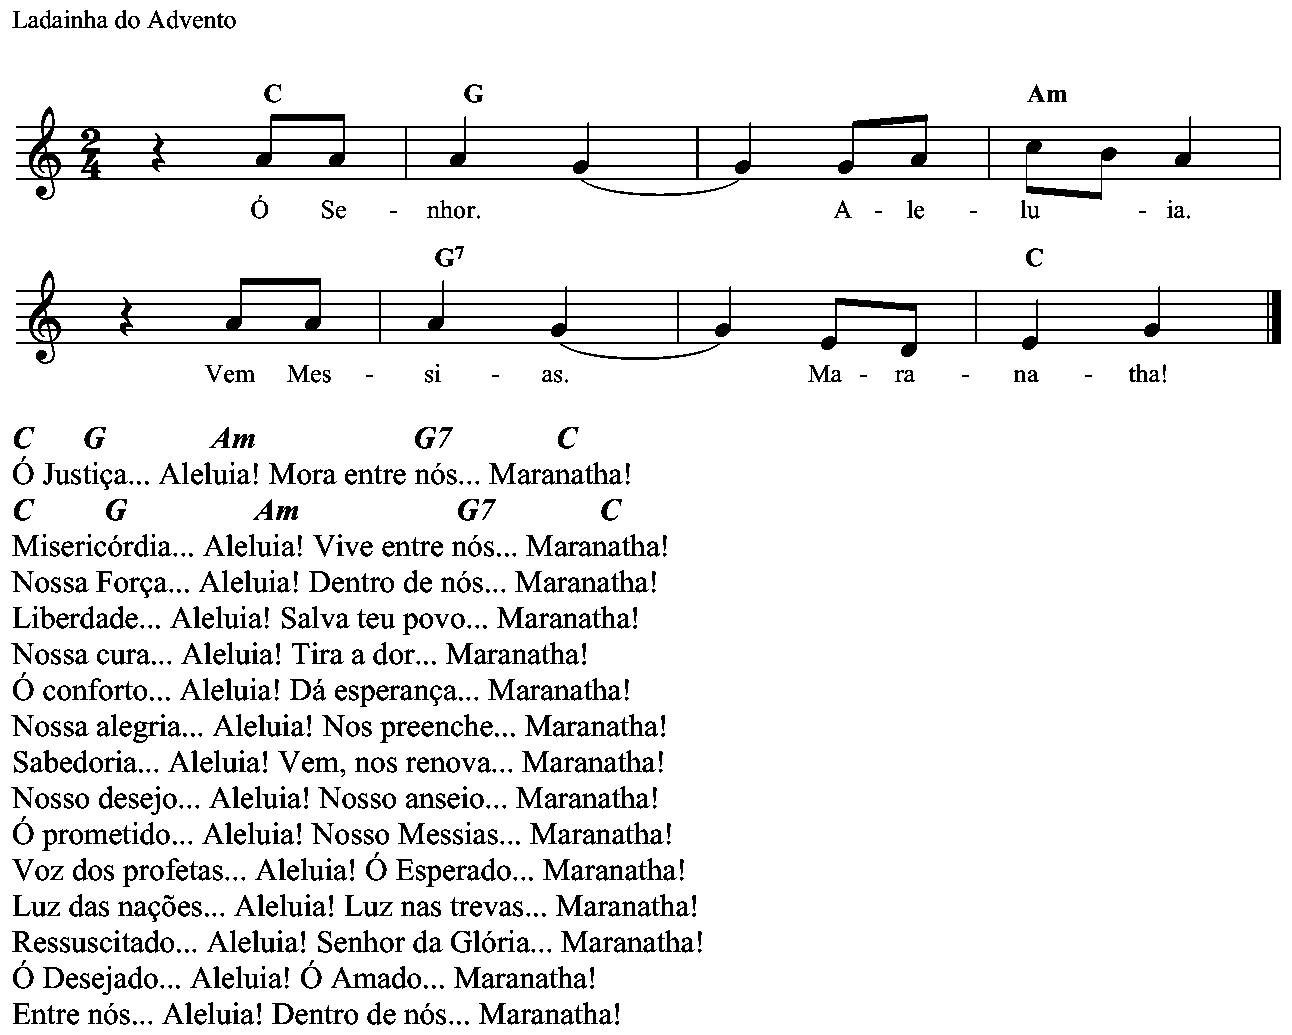 Ladainha do Advento
C G Am
2
4
Ó Se - nhor. A - le - lu - ia.
G7 C
Vem Mes - si - as. Ma - ra - na - tha!
C G Am G7 C
Ó Justiça... Aleluia! Mora entre nós... Maranatha!
C G Am G7 C
Misericórdia... Aleluia! Vive entre nós... Maranatha!
Nossa Força... Aleluia! Dentro de nós... Maranatha!
Liberdade... Aleluia! Salva teu povo... Maranatha!
Nossa cura... Aleluia! Tira a dor... Maranatha!
Ó conforto... Aleluia! Dá esperança... Maranatha!
Nossa alegria... Aleluia! Nos preenche... Maranatha!
Sabedoria... Aleluia! Vem, nos renova... Maranatha!
Nosso desejo... Aleluia! Nosso anseio... Maranatha!
Ó prometido... Aleluia! Nosso Messias... Maranatha!
Voz dos profetas... Aleluia! Ó Esperado... Maranatha!
Luz das nações... Aleluia! Luz nas trevas... Maranatha!
Ressuscitado... Aleluia! Senhor da Glória... Maranatha!
Ó Desejado... Aleluia! Ó Amado... Maranatha!
Entre nós... Aleluia! Dentro de nós... Maranatha!